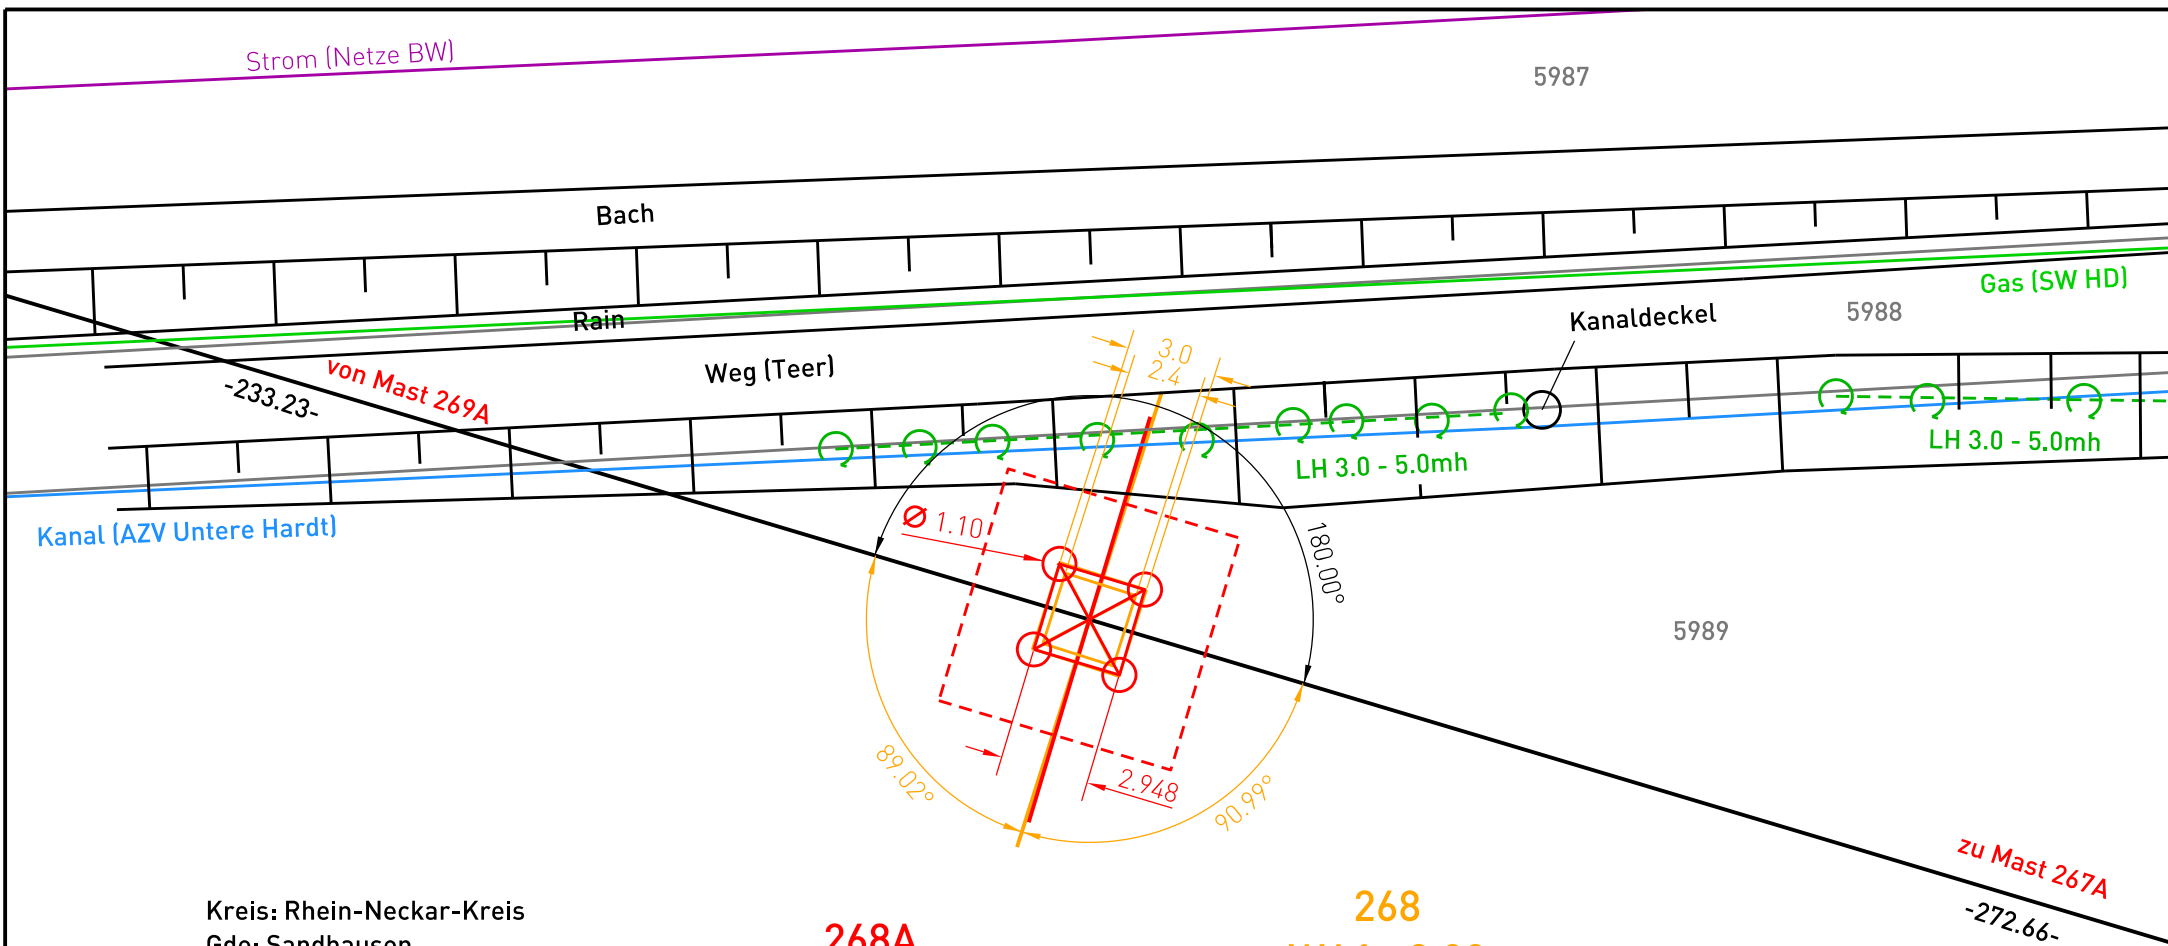 Strom (Netze BW)
5987
Bach
Gas (SW HD)
Rain
5988
Kanaldeckel
3.0
2.4
Weg (Teer)
von Mast 269A
-233.23-
LH 3.0 - 5.0mh
LH 3.0 - 5.0mh
Kanal (AZV Untere Hardt)
Ø 1.10
180.00°
5989
89.02°
2.948
90.99°
zu Mast 267A
-272.66-
Kreis: Rhein-Neckar-Kreis
Gde: Sandhausen
268A
268